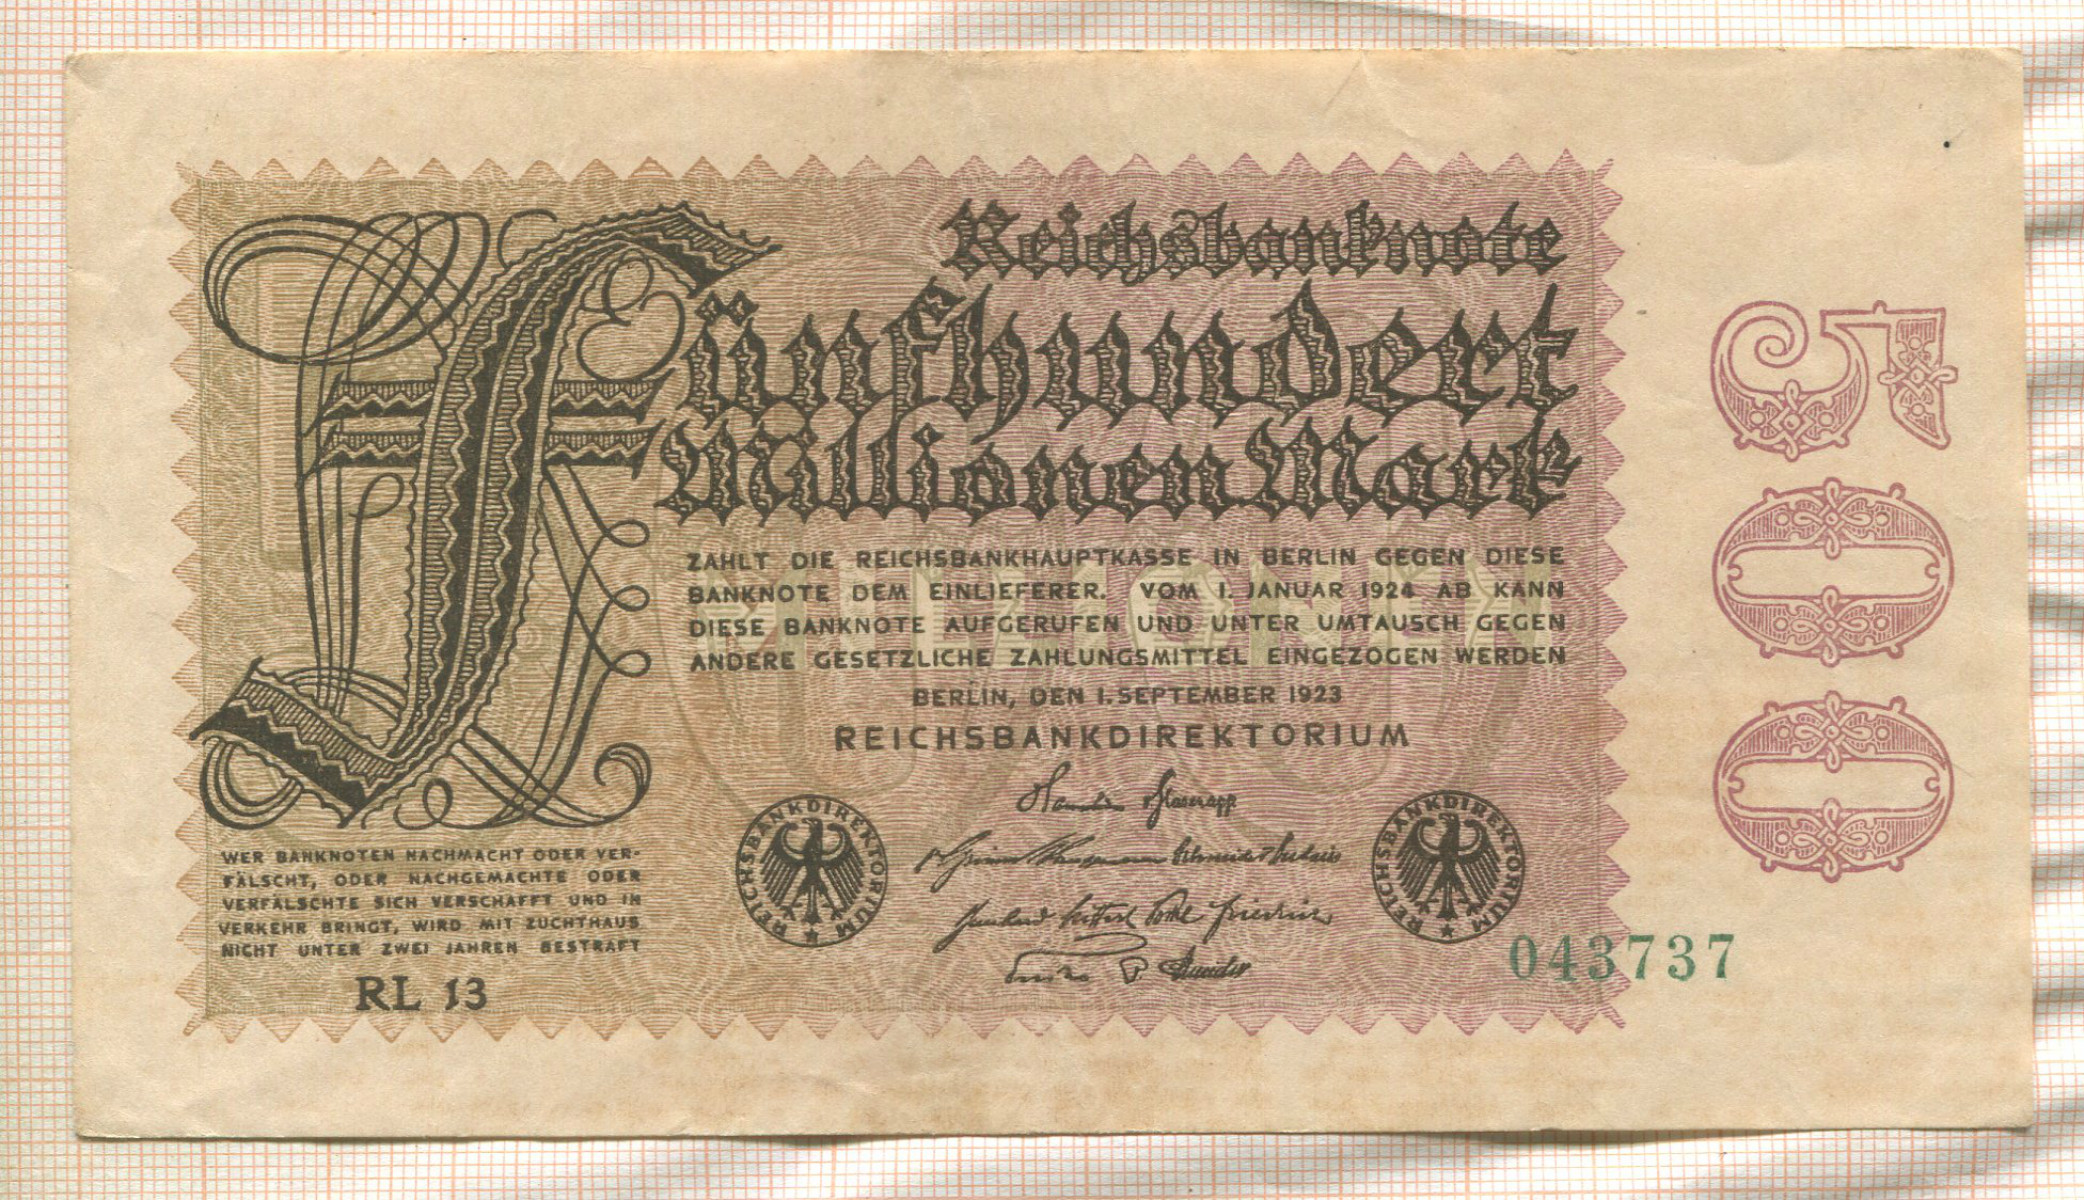 Reichsbanknote
Fünfhundert
Millionen Mark
ZAHLT DIE REICHSBANKHAUPTKASSE IN BERLIN GEGEN DIESE
BANKNOTE DEM EINLIEFERER. VOM 1. JANUAR 1924 AB KANN
DIESE BANKNOTE AUFGERUFEN UND UNTER UMTAUSCH GEGEN
ANDERE GESETZLICHE ZAHLUNGSMITTEL EINGEZOGEN WERDEN
BERLIN, DEN 1. SEPTEMBER 1923
REICHSBANKDIREKTORIUM
REICHSBANKDIREKTORIUM
REICHSBANKDIREKTORIUM
WER BANKNOTEN NACHMACHT ODER VER-
FÄLSCHT, ODER NACHGEMACHTE ODER
VERFÄLSCHTE SICH VERSCHAFFT UND IN
VERKEHR BRINGT, WIRD MIT ZUCHTHAUS
NICHT UNTER ZWEI JAHREN BESTRAFT
RL 13
043737
500
MILLIONEN